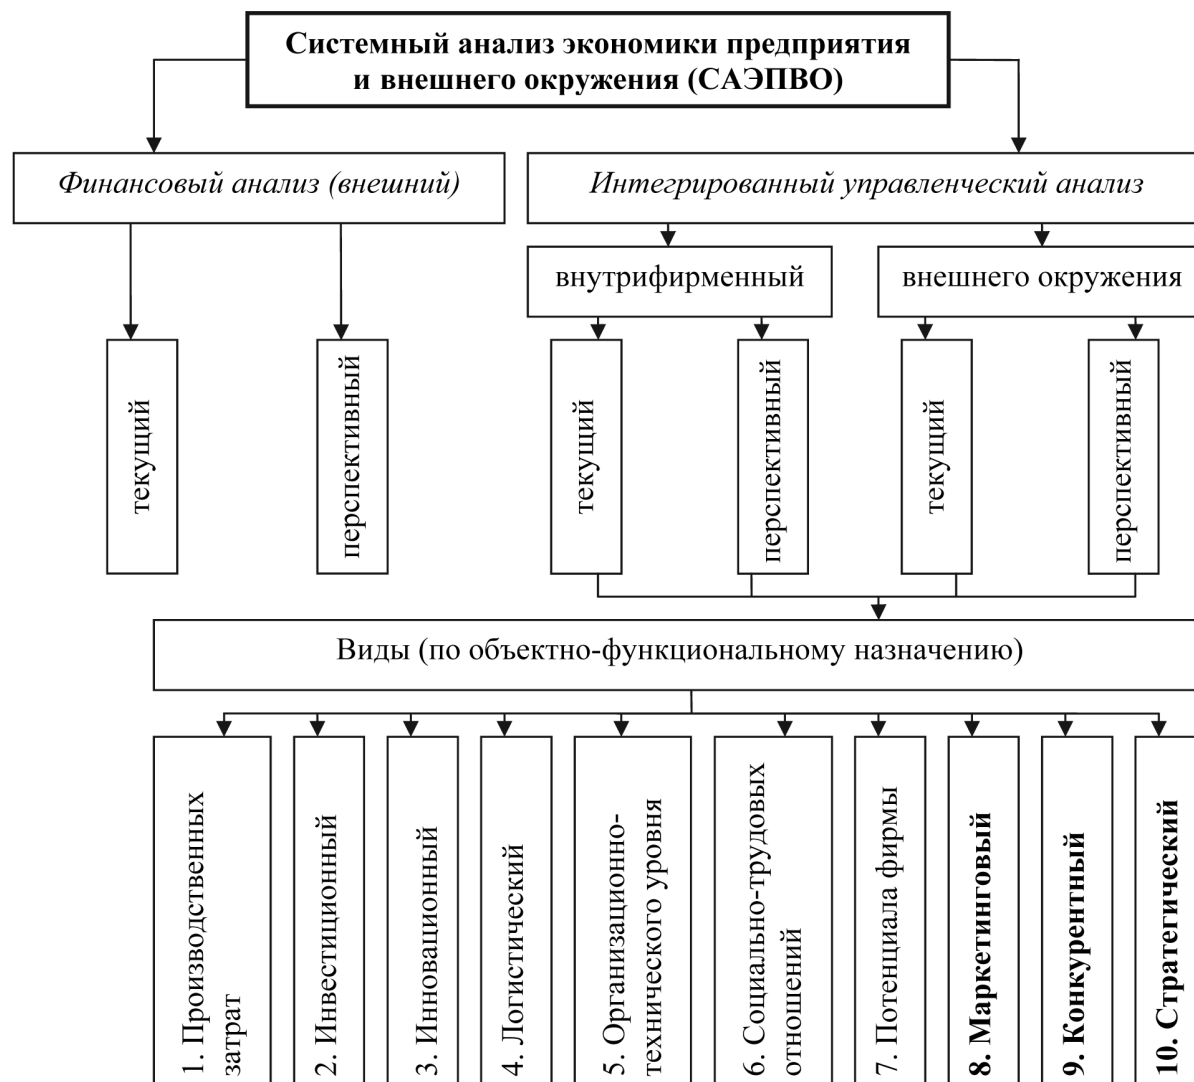 Системный анализ экономики предприятия
и внешнего окружения (САЭПВО)
Финансовый анализ (внешний)
Интегрированный управленческий анализ
внутрифирменный
внешнего окружения
текущий
перспективный
текущий
перспективный
текущий
перспективный
Виды (по объектно-функциональному назначению)
1. Производственных
затрат
2. Инвестиционный
3. Инновационный
4. Логистический
5. Организационно-
технического уровня
6. Социально-трудовых
отношений
7. Потенциала фирмы
8. Маркетинговый
9. Конкурентный
10. Стратегический